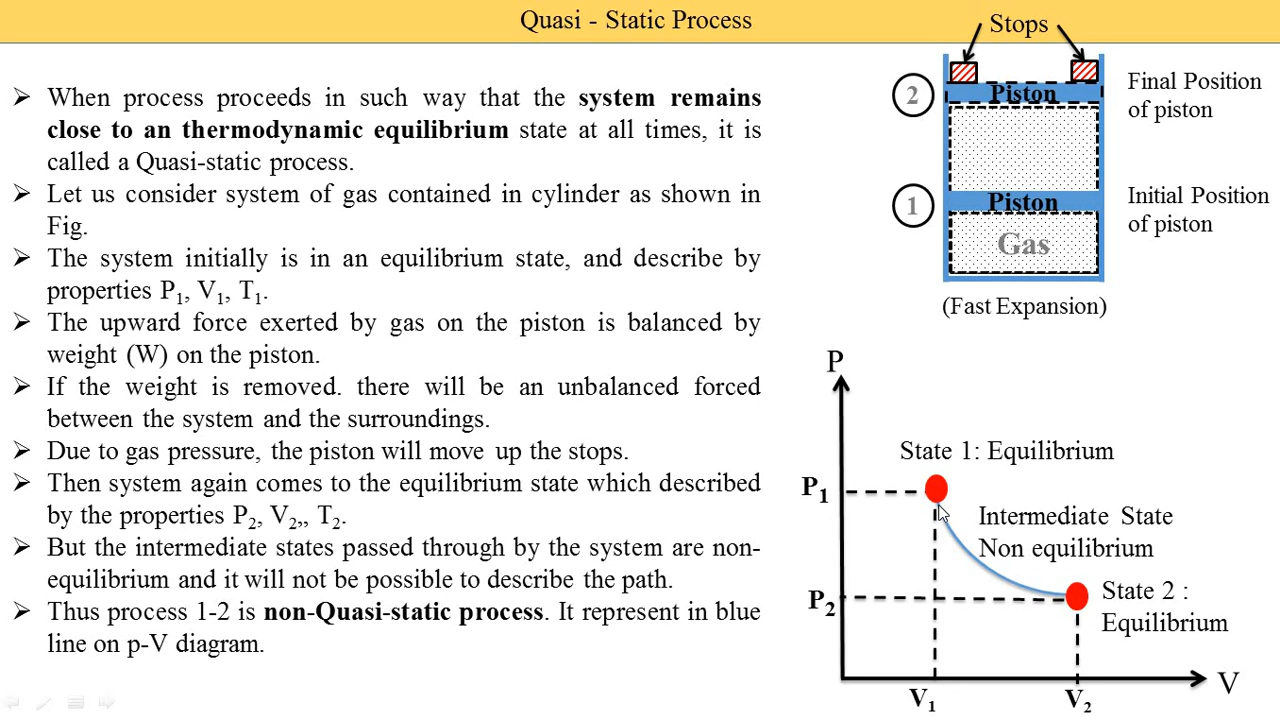 Quasi - Static Process
➢ When process proceeds in such way that the system remains
close to an thermodynamic equilibrium state at all times, it is
called a Quasi-static process.
➢ Let us consider system of gas contained in cylinder as shown in
Fig.
➢ The system initially is in an equilibrium state, and describe by
properties P₁, V₁, T₁.
➢ The upward force exerted by gas on the piston is balanced by
weight (W) on the piston.
➢ If the weight is removed. there will be an unbalanced forced
between the system and the surroundings.
➢ Due to gas pressure, the piston will move up the stops.
➢ Then system again comes to the equilibrium state which described
by the properties P₂, V₂,, T₂.
➢ But the intermediate states passed through by the system are non-
equilibrium and it will not be possible to describe the path.
➢ Thus process 1-2 is non-Quasi-static process. It represent in blue
line on p-V diagram.
Stops
2
Piston
Final Position
of piston
1
Piston
Initial Position
of piston
Gas
(Fast Expansion)
P
State 1: Equilibrium
P₁
Intermediate State
Non equilibrium
P₂
State 2 :
Equilibrium
V₁
V₂
V